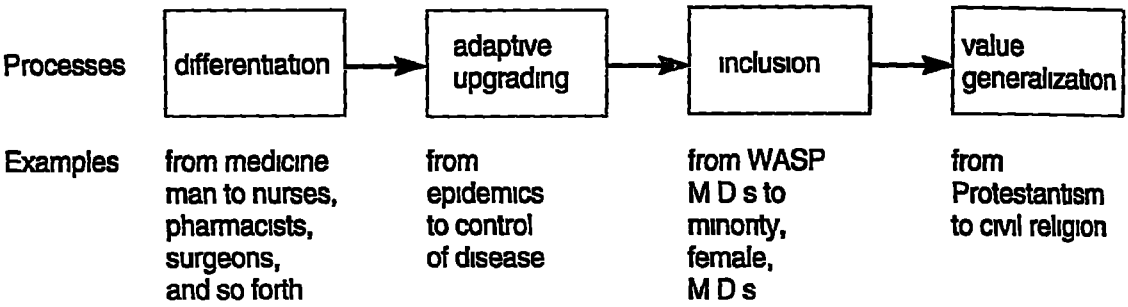 Processes
differentiation
adaptive
upgrading
inclusion
value
generalization
Examples
from medicine
man to nurses,
pharmacists,
surgeons,
and so forth
from
epidemics
to control
of disease
from WASP
M D s to
minority,
female,
M D s
from
Protestantism
to civil religion